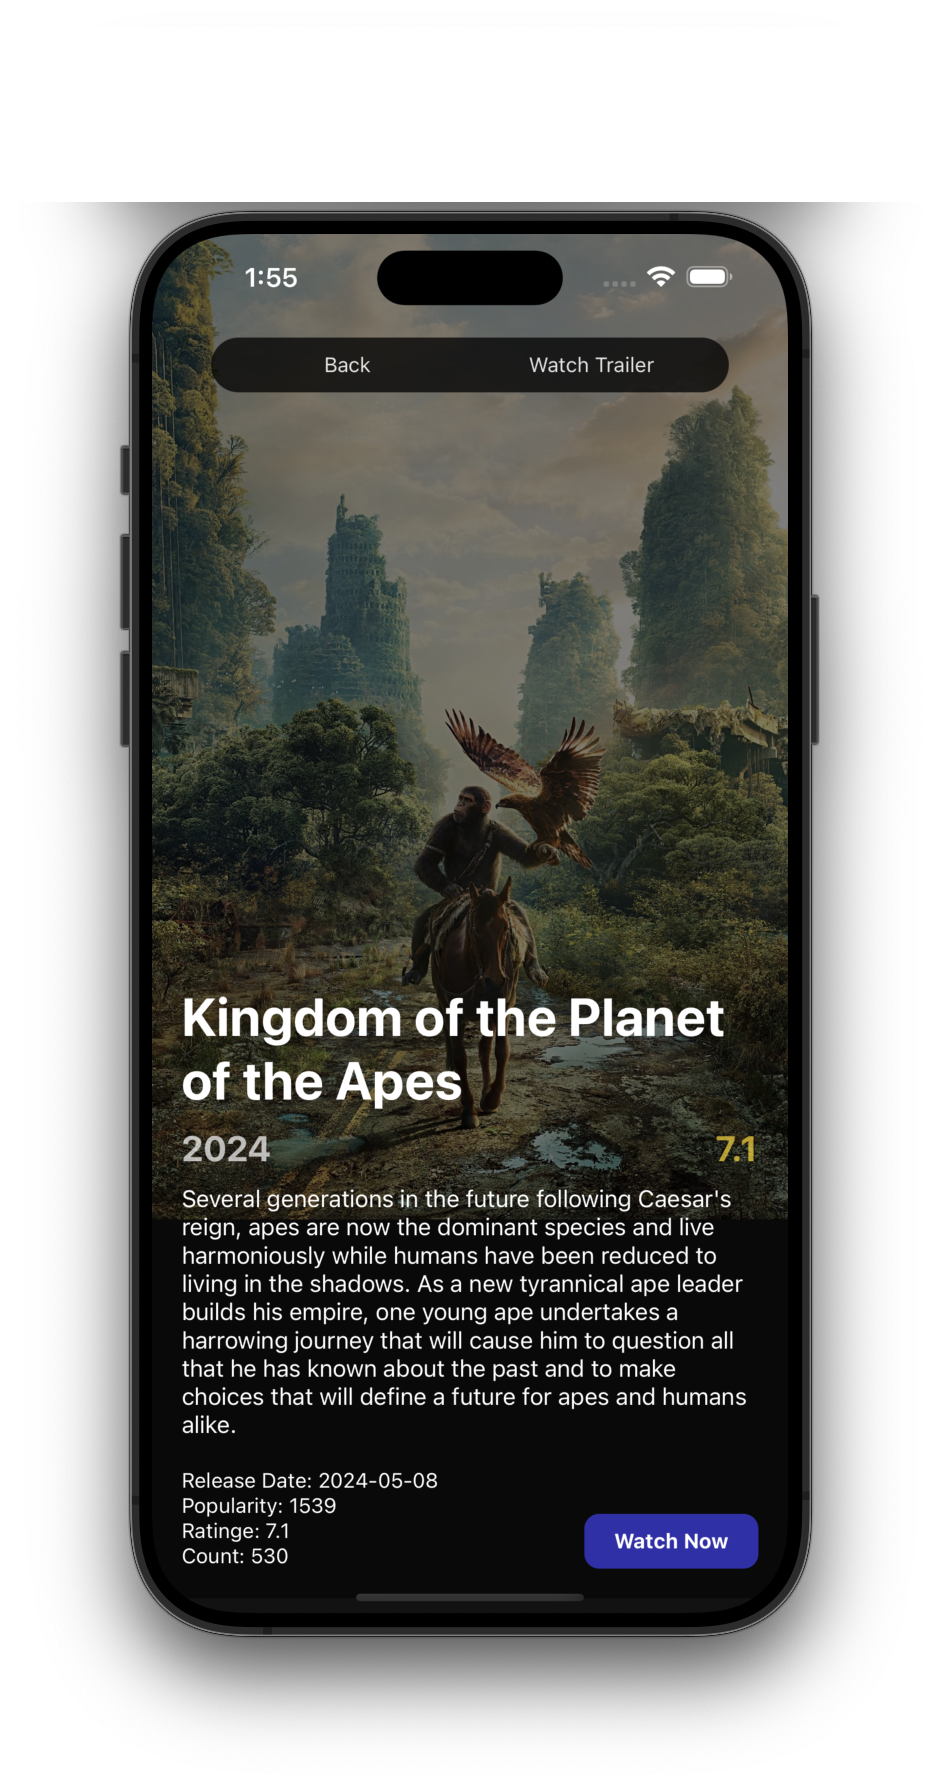 1:55
Back Watch Trailer
Kingdom of the Planet
of the Apes
2024 7.1
Several generations in the future following Caesar's
reign, apes are now the dominant species and live
harmoniously while humans have been reduced to
living in the shadows. As a new tyrannical ape leader
builds his empire, one young ape undertakes a
harrowing journey that will cause him to question all
that he has known about the past and to make
choices that will define a future for apes and humans
alike.
Release Date: 2024-05-08
Popularity: 1539
Ratinge: 7.1
Count: 530
Watch Now